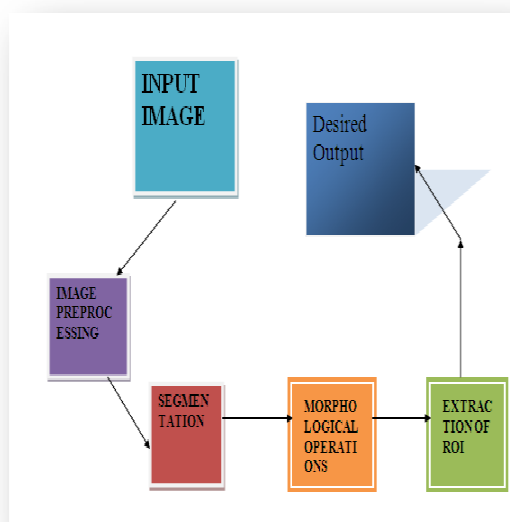 INPUT
IMAGE
Desired
Output
IMAGE
PREPROC
ESSING
SEGMEN
TATION
MORPHO
LOGICAL
OPERATI
ONS
EXTRAC
TION OF
ROI